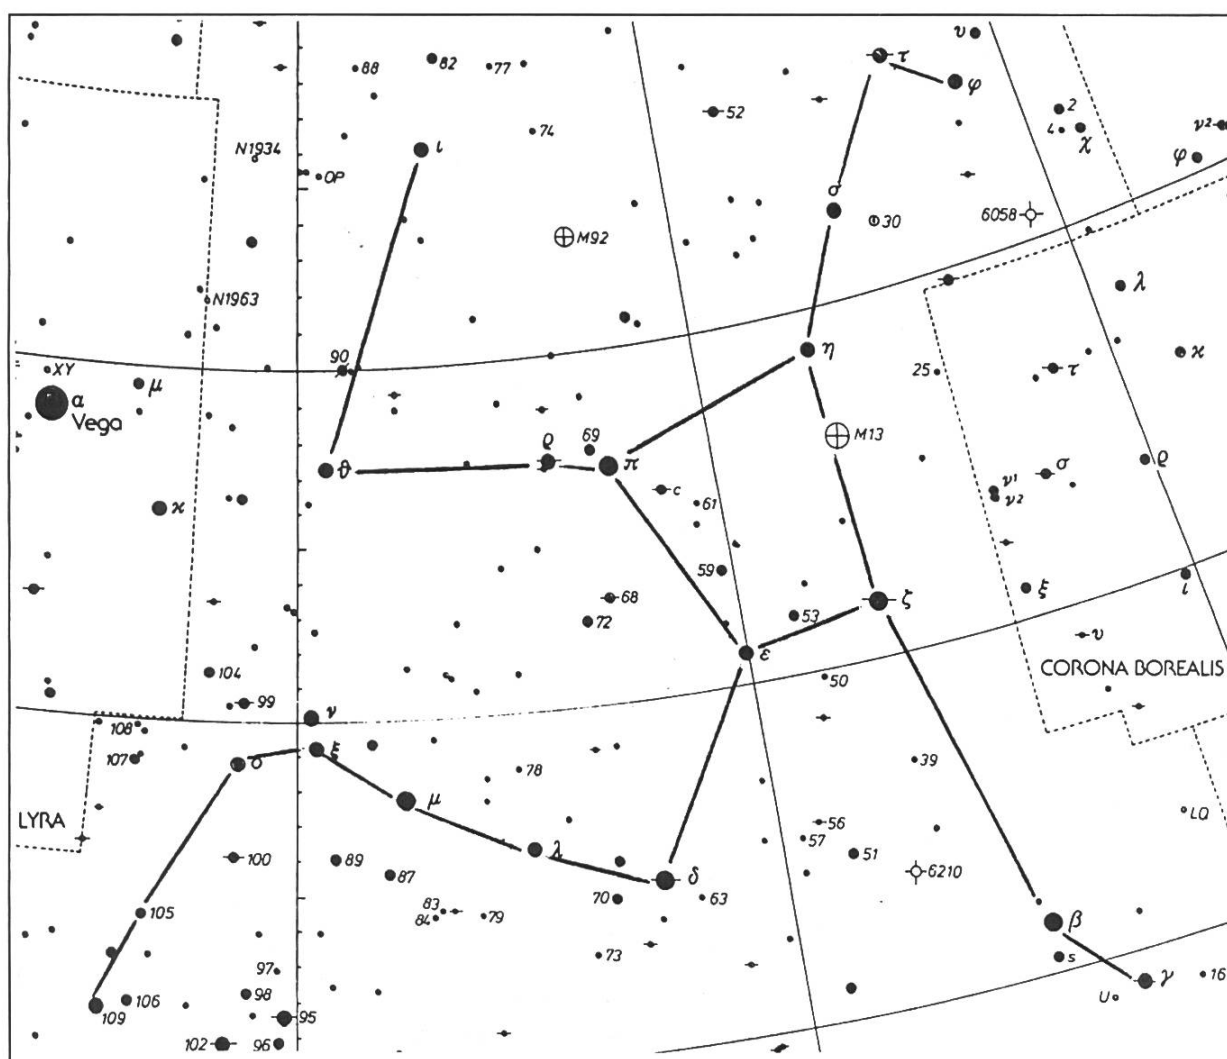 υ
τ
88
82
77
φ
52
2
74
4
χ
ν²
N1934
ι
φ
OP
σ
30
6058
M92
N1963
λ
90
η
25
τ
ϰ
XY
μ
α
Vega
M13
69
ϱ
π
ϑ
σ
ϱ
c
ν¹
ν²
61
ϰ
59
ξ
ι
68
72
53
ζ
υ
ε
CORONA BOREALIS
104
50
99
ν
108
107
ο
ξ
78
39
μ
LYRA
56
LQ
57
λ
100
89
51
87
δ
6210
70
63
105
83
84
79
β
73
s
97
γ
16
98
U
106
109
95
102
96